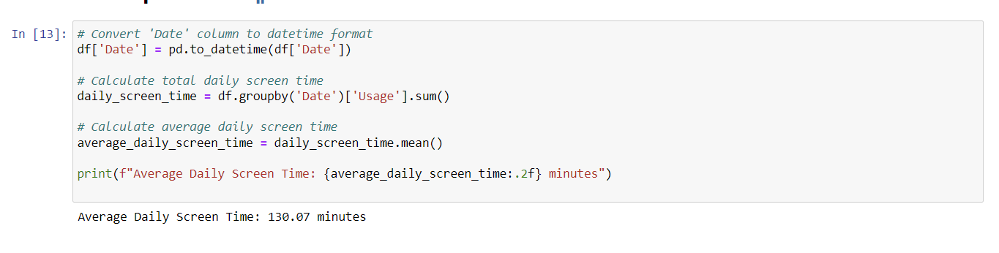 In [13]:
# Convert 'Date' column to datetime format
df['Date'] = pd.to_datetime(df['Date'])
# Calculate total daily screen time
daily_screen_time = df.groupby('Date')['Usage'].sum()
# Calculate average daily screen time
average_daily_screen_time = daily_screen_time.mean()
print(f"Average Daily Screen Time: {average_daily_screen_time:.2f} minutes")
Average Daily Screen Time: 130.07 minutes